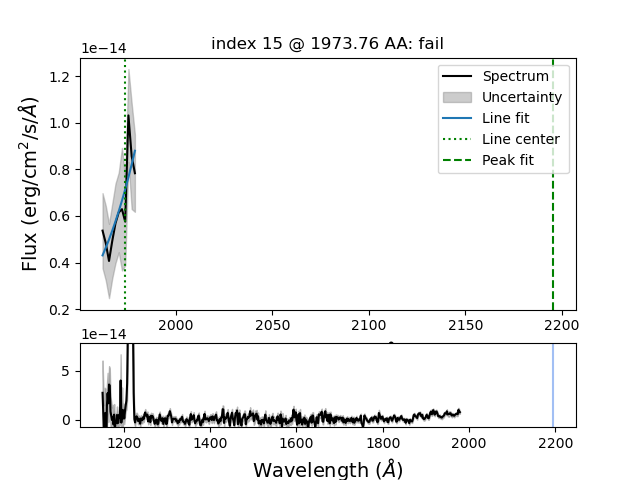 index 15 @ 1973.76 AA: fail
1e−14
Flux (erg/cm²/s/Å)
1.2
1.0
0.8
0.6
0.4
0.2
Spectrum
Uncertainty
Line fit
Line center
Peak fit
2000 2050 2100 2150 2200
1e−14
5
0
1200 1400 1600 1800 2000 2200
Wavelength (Å)